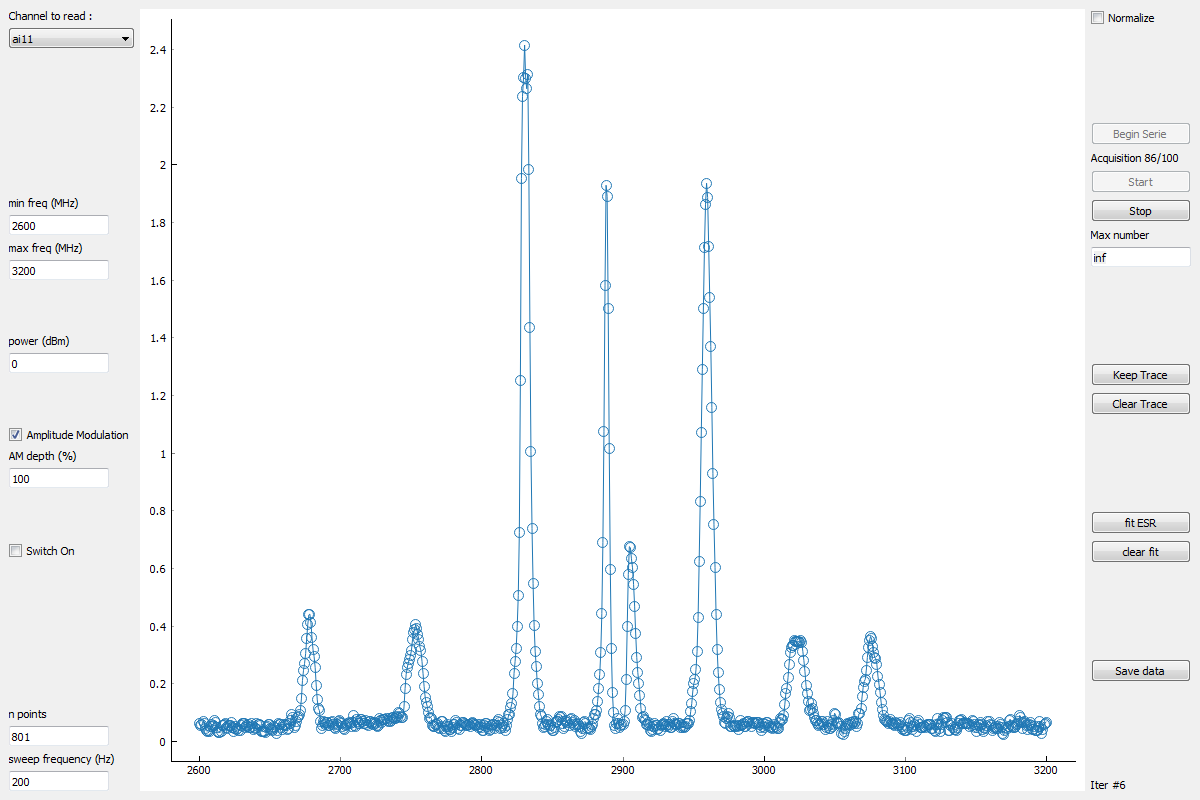 Channel to read :
ai11
min freq (MHz)
2600
max freq (MHz)
3200
power (dBm)
0
Amplitude Modulation
AM depth (%)
100
Switch On
n points
801
sweep frequency (Hz)
200
2.4
2.2
2
1.8
1.6
1.4
1.2
1
0.8
0.6
0.4
0.2
0
2600
2700
2800
2900
3000
3100
3200
Normalize
Begin Serie
Acquisition 86/100
Start
Stop
Max number
inf
Keep Trace
Clear Trace
fit ESR
clear fit
Save data
Iter #6